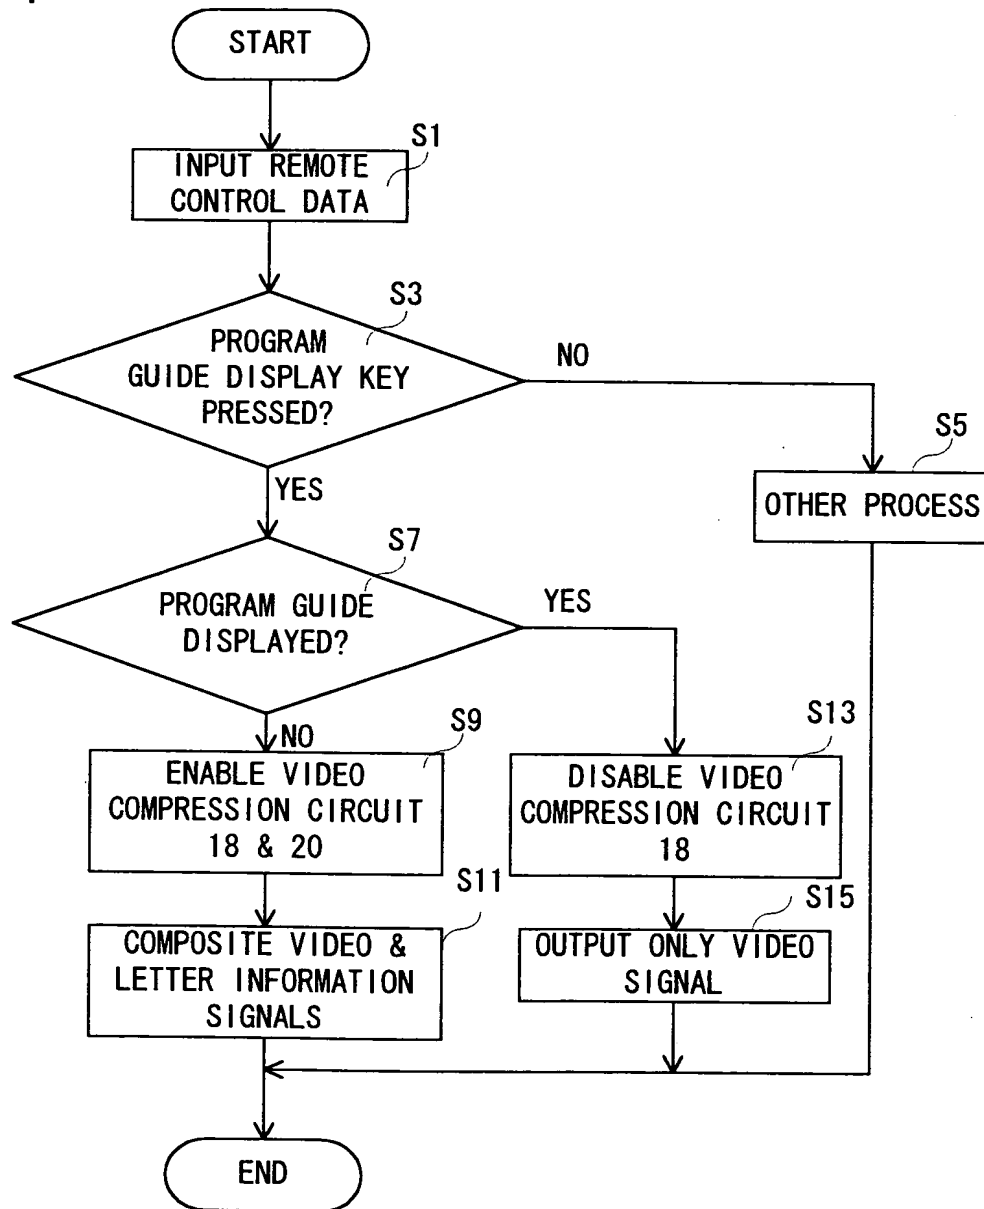 START
S1
INPUT REMOTE
CONTROL DATA
S3
PROGRAM
GUIDE DISPLAY KEY
PRESSED?
NO
S5
OTHER PROCESS
YES
S7
PROGRAM GUIDE
DISPLAYED?
YES
NO
S9
ENABLE VIDEO
COMPRESSION CIRCUIT
18 & 20
S13
DISABLE VIDEO
COMPRESSION CIRCUIT
18
S11
COMPOSITE VIDEO &
LETTER INFORMATION
SIGNALS
S15
OUTPUT ONLY VIDEO
SIGNAL
END